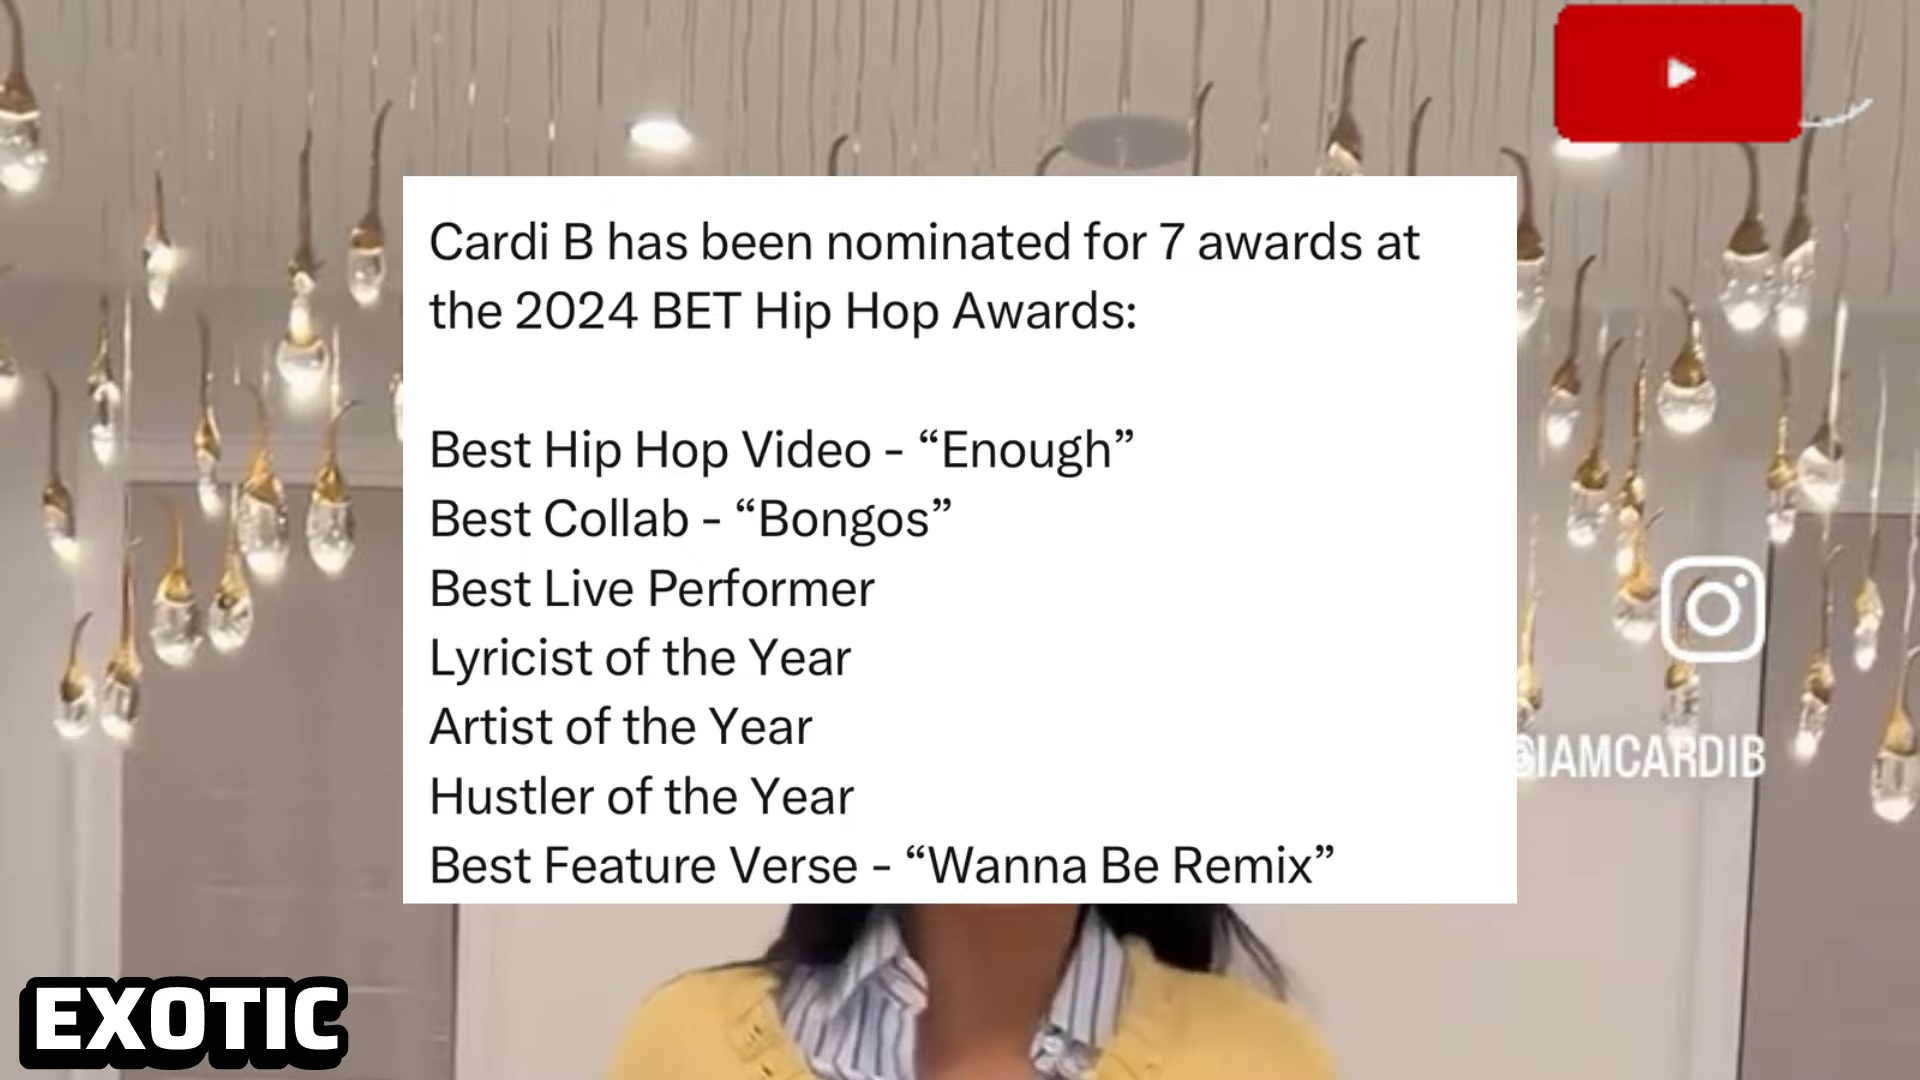 Cardi B has been nominated for 7 awards at
the 2024 BET Hip Hop Awards:
Best Hip Hop Video - “Enough”
Best Collab - “Bongos”
Best Live Performer
Lyricist of the Year
Artist of the Year
Hustler of the Year
Best Feature Verse - “Wanna Be Remix”
@IAMCARDIB
EXOTIC